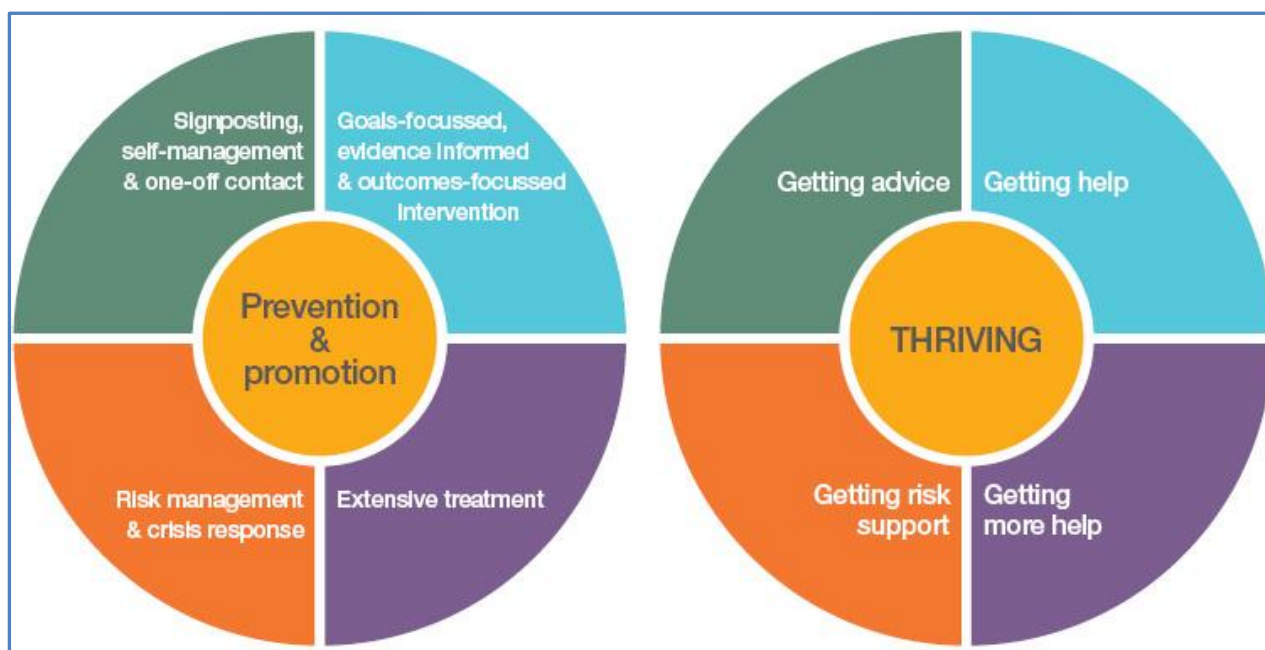 Signposting,
self-management
& one-off contact
Goals-focussed,
evidence informed
& outcomes-focussed
intervention
Prevention
&
promotion
Risk management
& crisis response
Extensive treatment
Getting advice
Getting help
THRIVING
Getting risk
support
Getting
more help